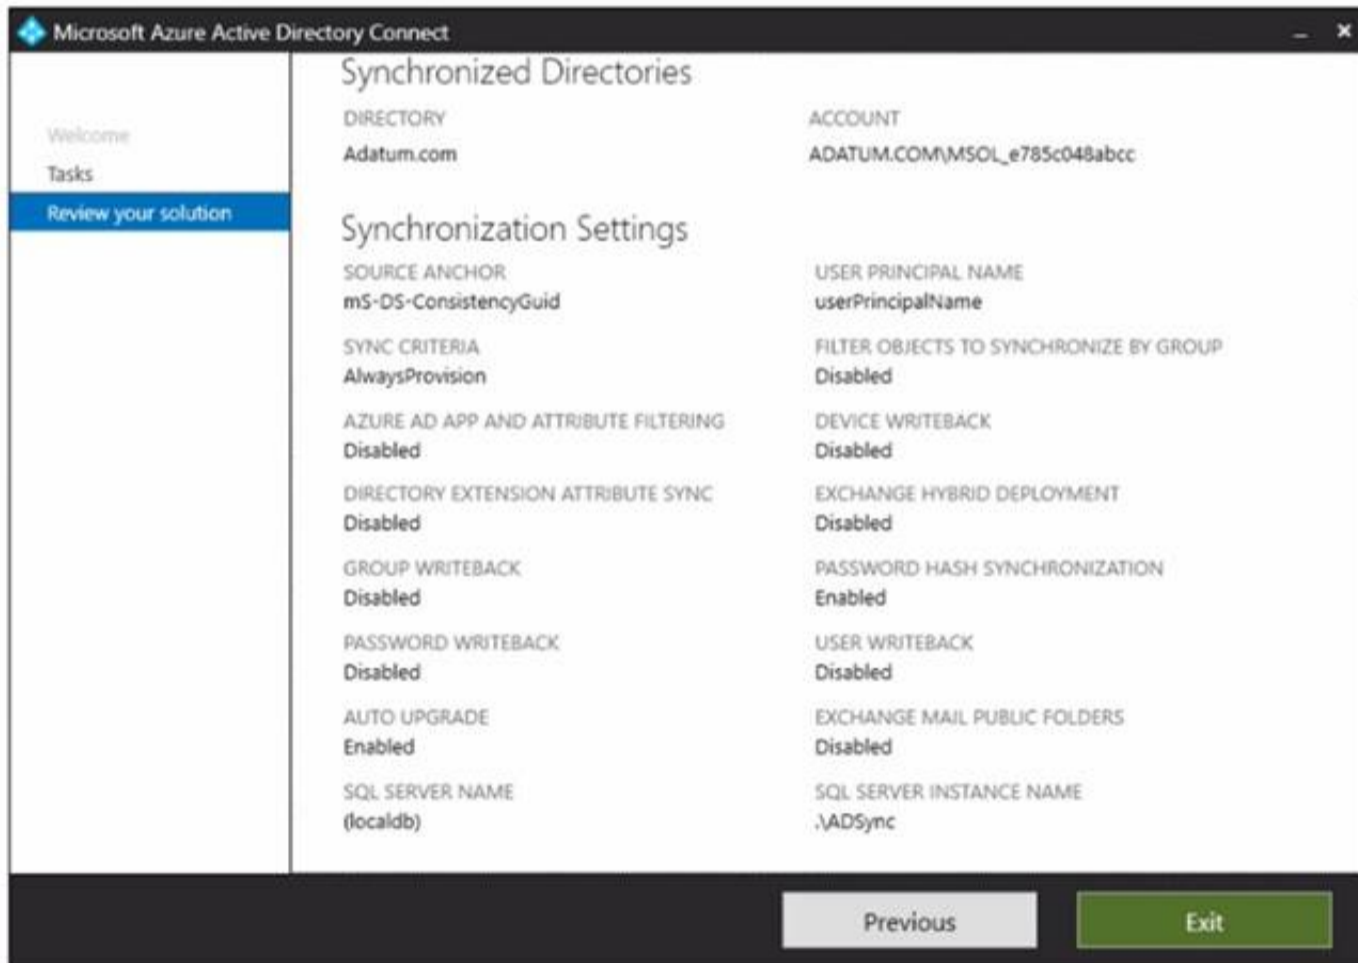 Microsoft Azure Active Directory Connect
Welcome
Tasks
Review your solution
Synchronized Directories
DIRECTORY
Adatum.com
ACCOUNT
ADATUM.COM\MSOL_e785c048abcc
Synchronization Settings
SOURCE ANCHOR
mS-DS-ConsistencyGuid
USER PRINCIPAL NAME
userPrincipalName
SYNC CRITERIA
AlwaysProvision
FILTER OBJECTS TO SYNCHRONIZE BY GROUP
Disabled
AZURE AD APP AND ATTRIBUTE FILTERING
Disabled
DEVICE WRITEBACK
Disabled
DIRECTORY EXTENSION ATTRIBUTE SYNC
Disabled
EXCHANGE HYBRID DEPLOYMENT
Disabled
GROUP WRITEBACK
Disabled
PASSWORD HASH SYNCHRONIZATION
Enabled
PASSWORD WRITEBACK
Disabled
USER WRITEBACK
Disabled
AUTO UPGRADE
Enabled
EXCHANGE MAIL PUBLIC FOLDERS
Disabled
SQL SERVER NAME
(localdb)
SQL SERVER INSTANCE NAME
.\ADSync
Previous
Exit